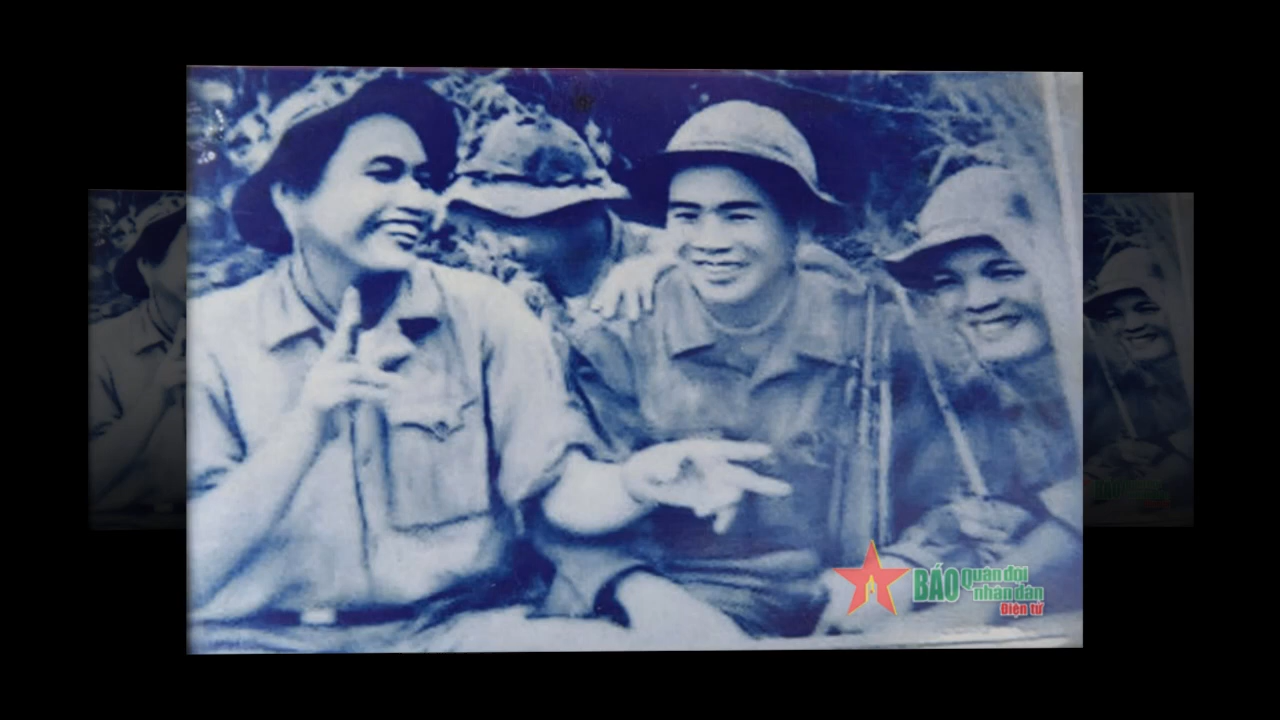 BÁO Quân đội
nhân dân
Điện tử